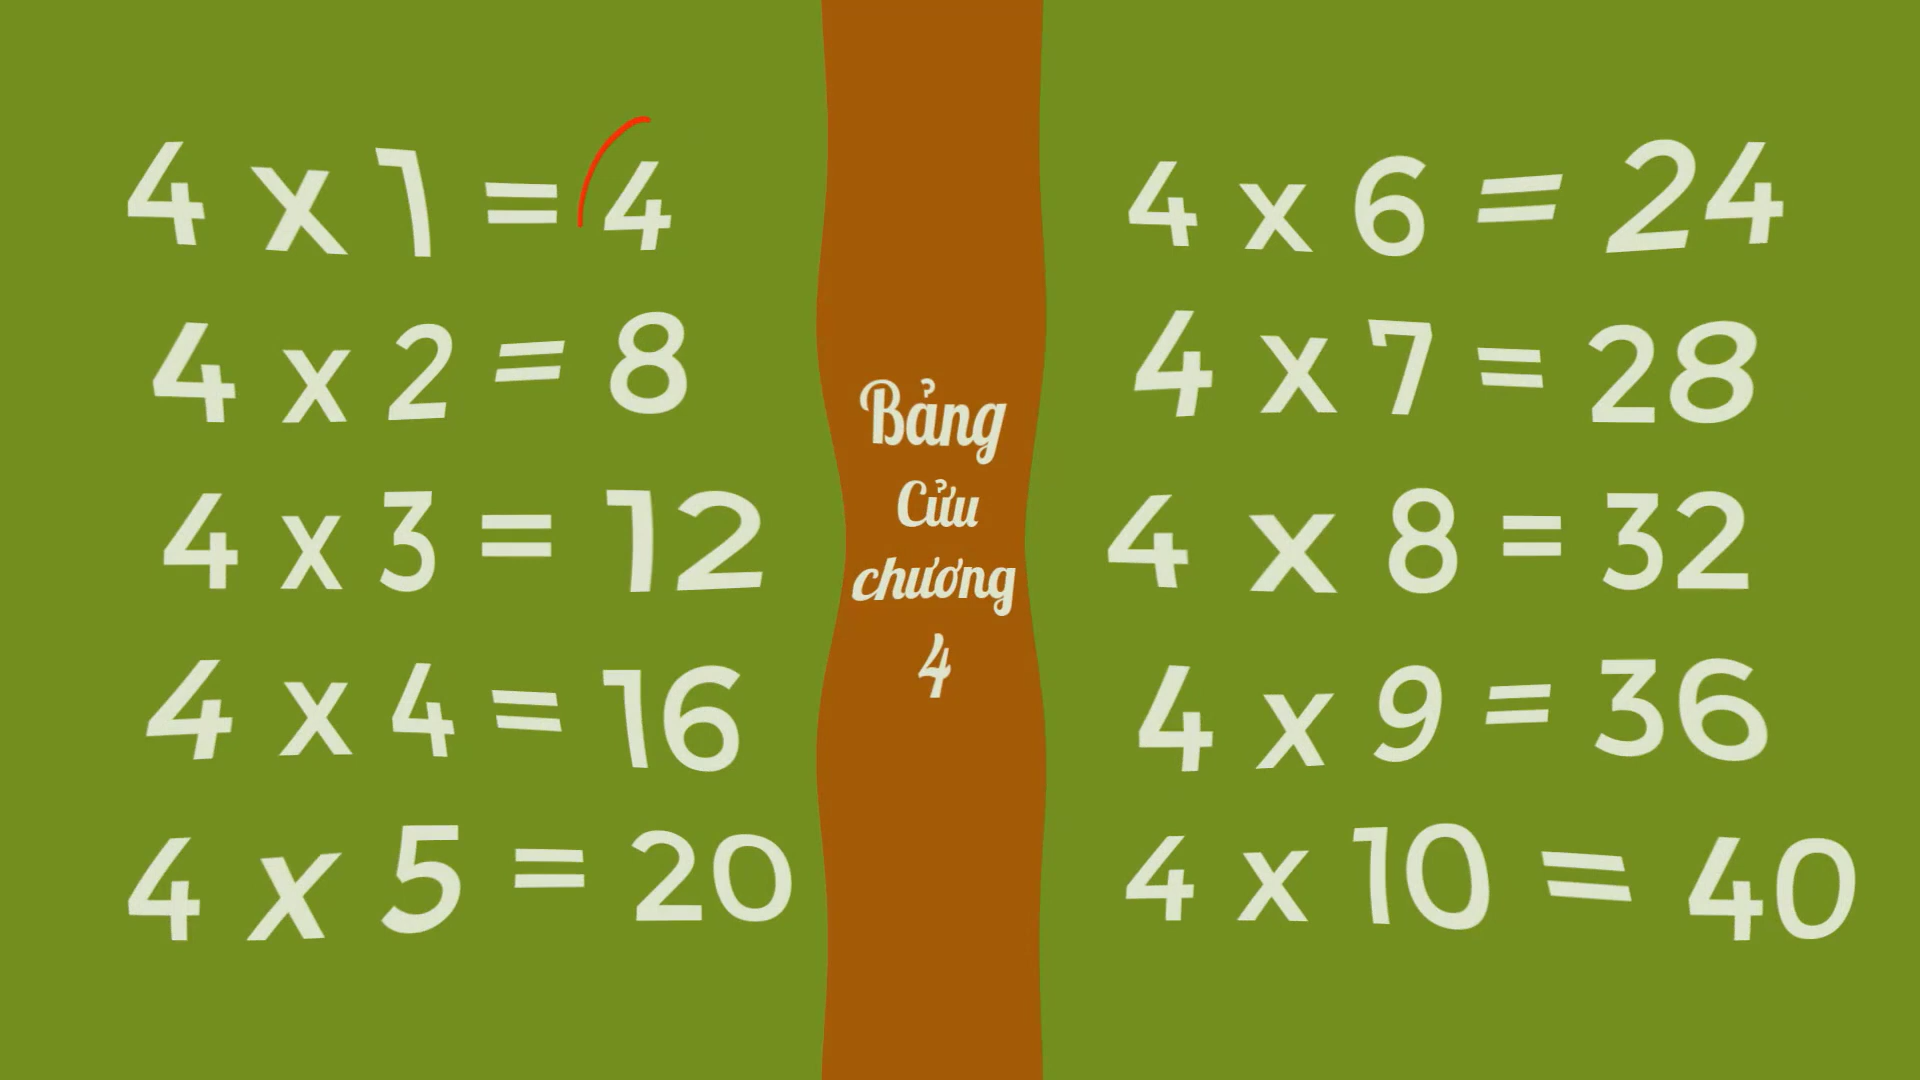 4 x 1 = 4
4 x 2 = 8
4 x 3 = 12
4 x 4 = 16
4 x 5 = 20
Bảng
Cửu
chương
4
4 x 6 = 24
4 x 7 = 28
4 x 8 = 32
4 x 9 = 36
4 x 10 = 40